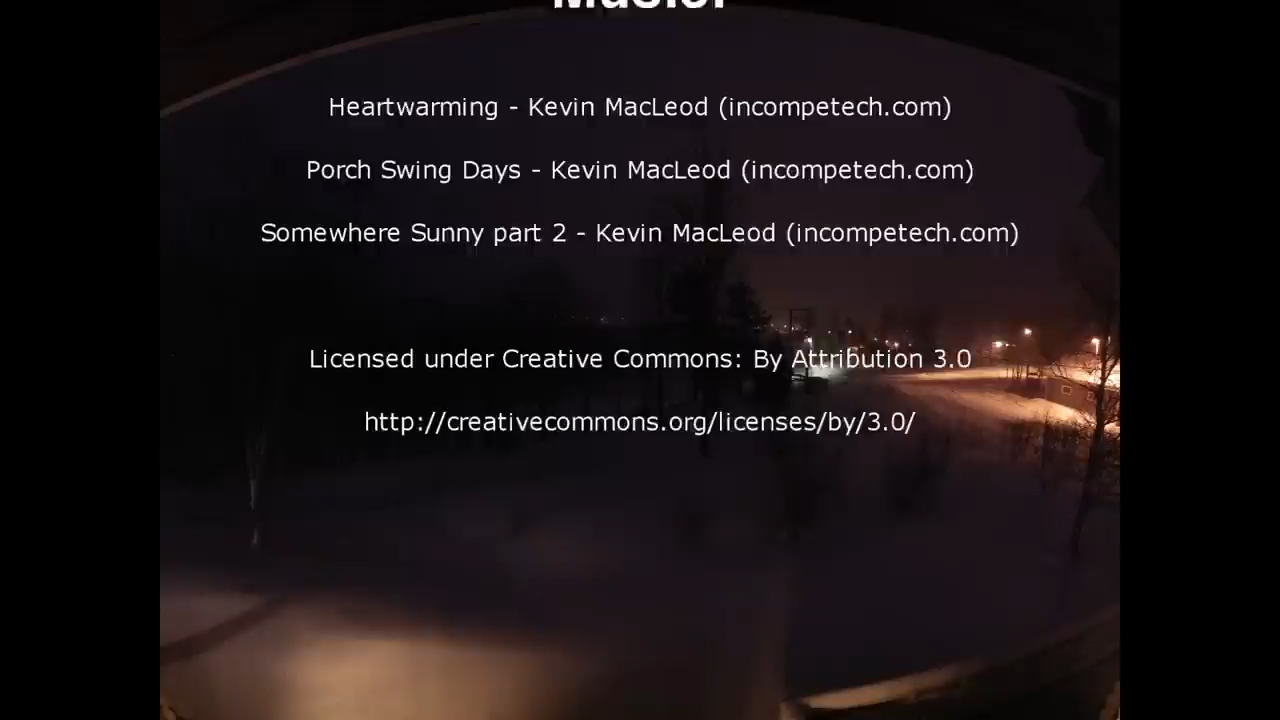 Heartwarming - Kevin MacLeod (incompetech.com)
Porch Swing Days - Kevin MacLeod (incompetech.com)
Somewhere Sunny part 2 - Kevin MacLeod (incompetech.com)
Licensed under Creative Commons: By Attribution 3.0
http://creativecommons.org/licenses/by/3.0/